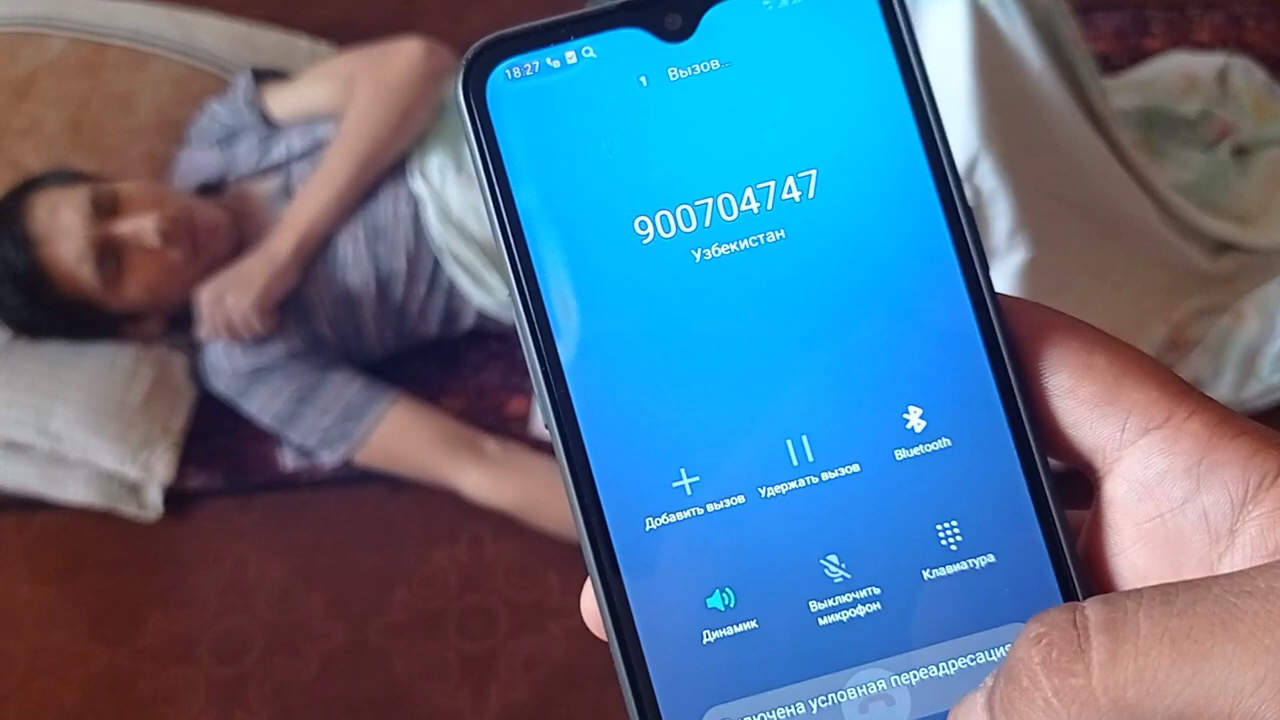 18:27
1 Вызов...
900704747
Узбекистан
Добавить вызов
Удержать вызов
Bluetooth
Динамик
Выключить
микрофон
Клавиатура
условная переадресация